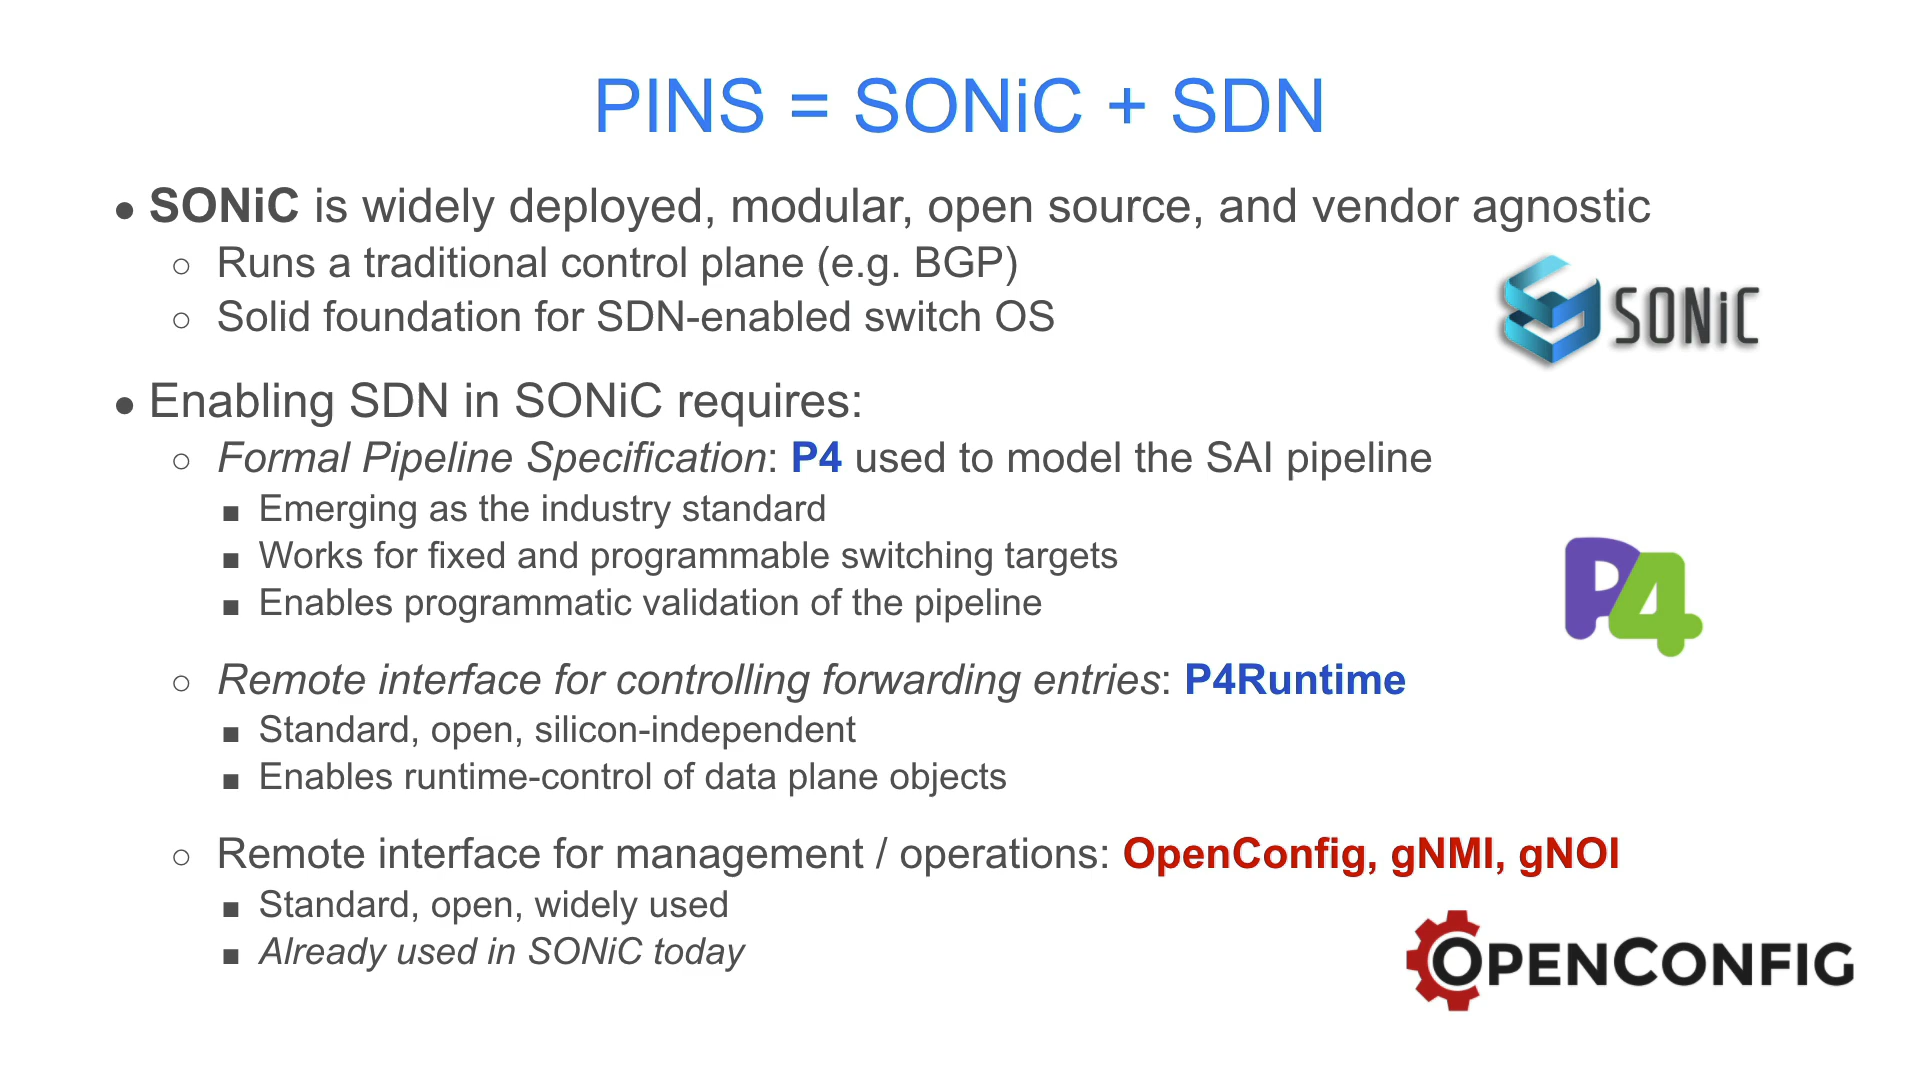 PINS = SONiC + SDN
● SONiC is widely deployed, modular, open source, and vendor agnostic
○ Runs a traditional control plane (e.g. BGP)
○ Solid foundation for SDN-enabled switch OS
SONiC
● Enabling SDN in SONiC requires:
○ Formal Pipeline Specification: P4 used to model the SAI pipeline
■ Emerging as the industry standard
■ Works for fixed and programmable switching targets
■ Enables programmatic validation of the pipeline
P4
○ Remote interface for controlling forwarding entries: P4Runtime
■ Standard, open, silicon-independent
■ Enables runtime-control of data plane objects
○ Remote interface for management / operations: OpenConfig, gNMI, gNOI
■ Standard, open, widely used
■ Already used in SONiC today
OPENCONFIG